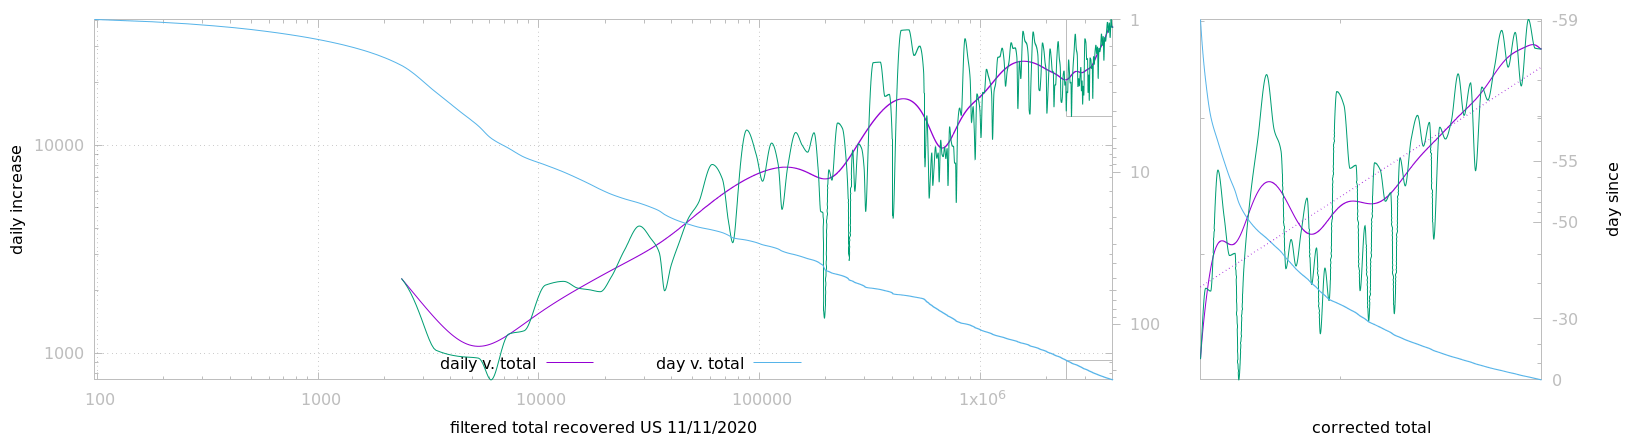 daily increase
10000
1000
100
1000
10000
100000
1x10⁶
1
10
100
daily v. total
day v. total
filtered total recovered US 11/11/2020
-59
-55
-50
-30
0
day since
corrected total